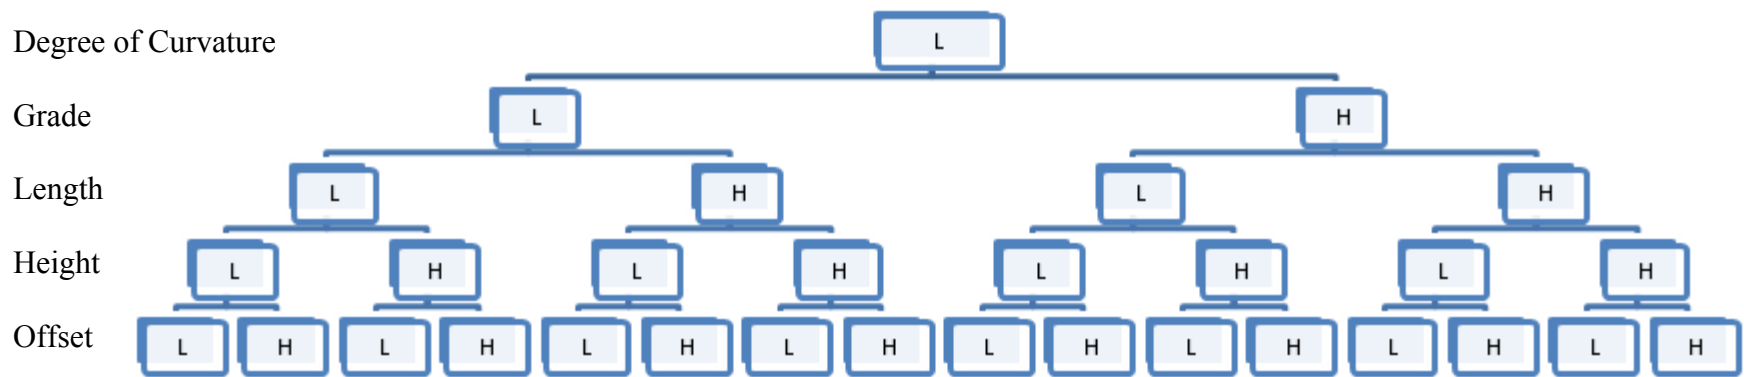 Degree of Curvature L
Grade L H
Length L H L H
Height L H L H L H L H
Offset L H L H L H L H L H L H L H L H